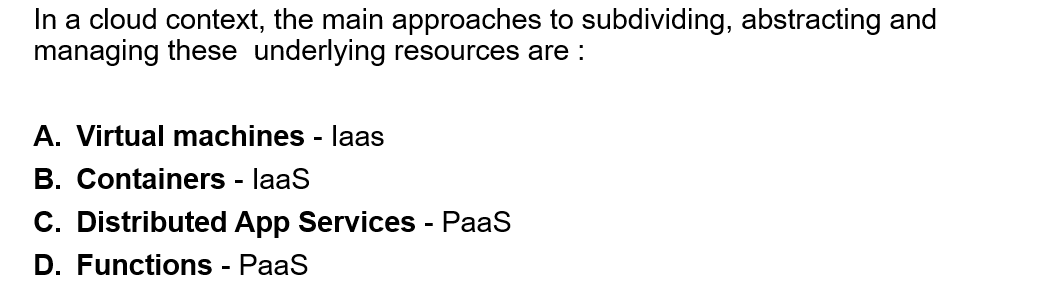 In a cloud context, the main approaches to subdividing, abstracting and
managing these  underlying resources are :
A. Virtual machines - Iaas
B. Containers - IaaS
C. Distributed App Services - PaaS
D. Functions - PaaS